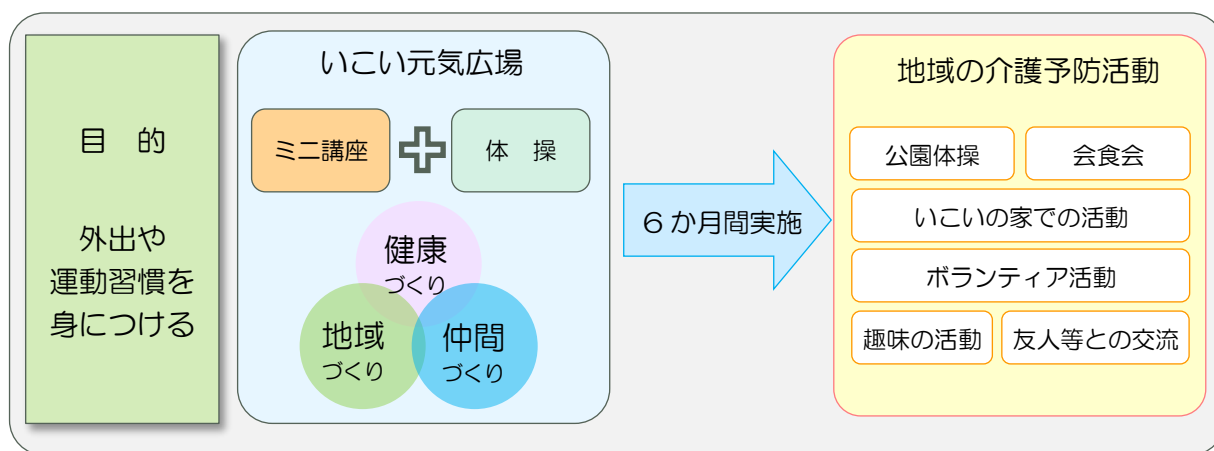 目　的
外出や
運動習慣を
身につける
いこい元気広場
ミニ講座
体　操
健康
づくり
地域
づくり
仲間
づくり
6 か月間実施
地域の介護予防活動
公園体操
会食会
いこいの家での活動
ボランティア活動
趣味の活動
友人等との交流